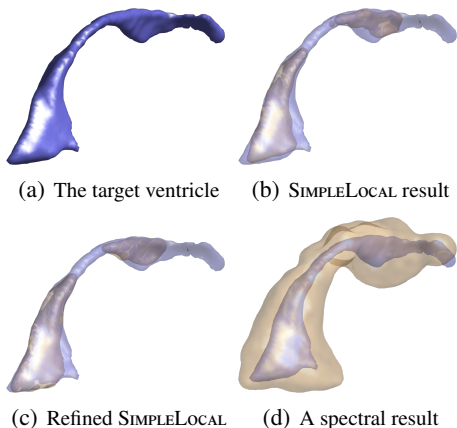 (a) The target ventricle
(b) SIMPLELOCAL result
(c) Refined SIMPLELOCAL
(d) A spectral result